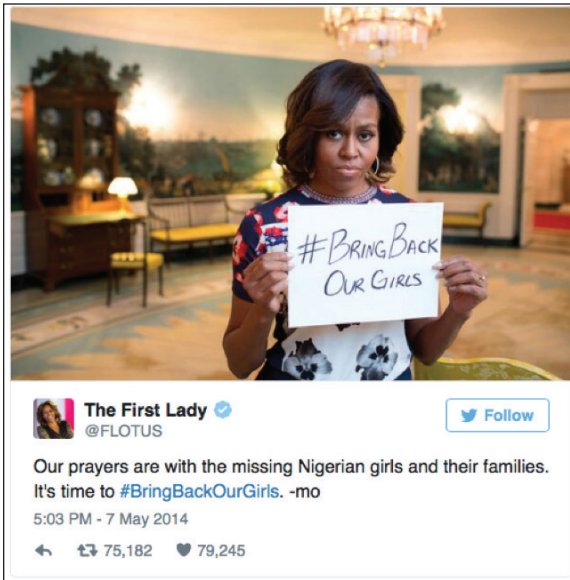 #BRINGBACK
OUR GIRLS
The First Lady
@FLOTUS
Follow
Our prayers are with the missing Nigerian girls and their families.
It's time to #BringBackOurGirls. -mo
5:03 PM - 7 May 2014
75,182 79,245